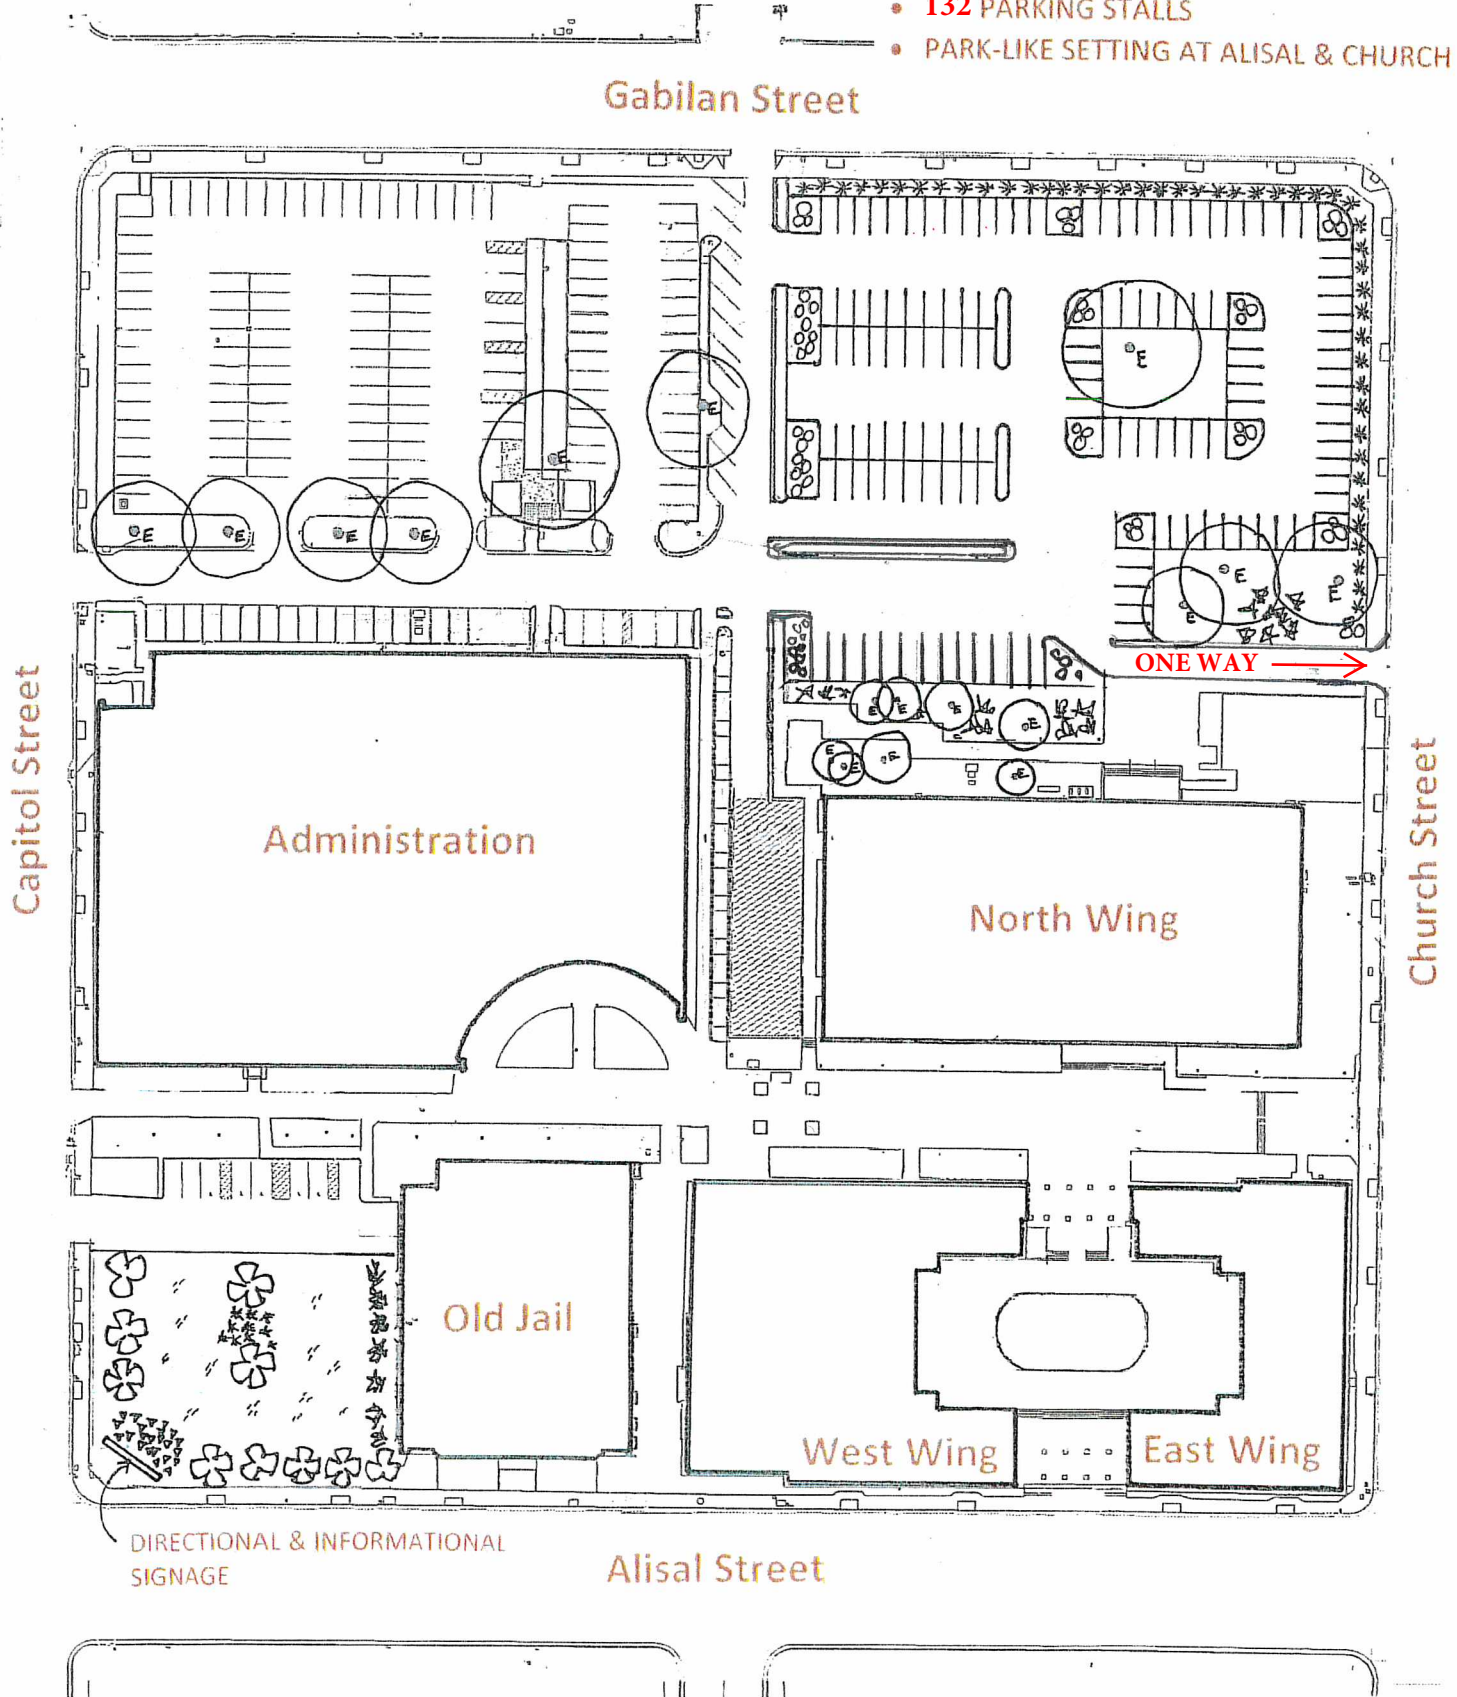 • 132 PARKING STALLS
• PARK-LIKE SETTING AT ALISAL & CHURCH
Gabilan Street
E
E
E
E
E
E
E
E
E
E
ONE WAY
E
E
E
E
E
E
E
E
Capitol Street
Church Street
Administration
North Wing
Old Jail
West Wing
East Wing
DIRECTIONAL & INFORMATIONAL
SIGNAGE
Alisal Street